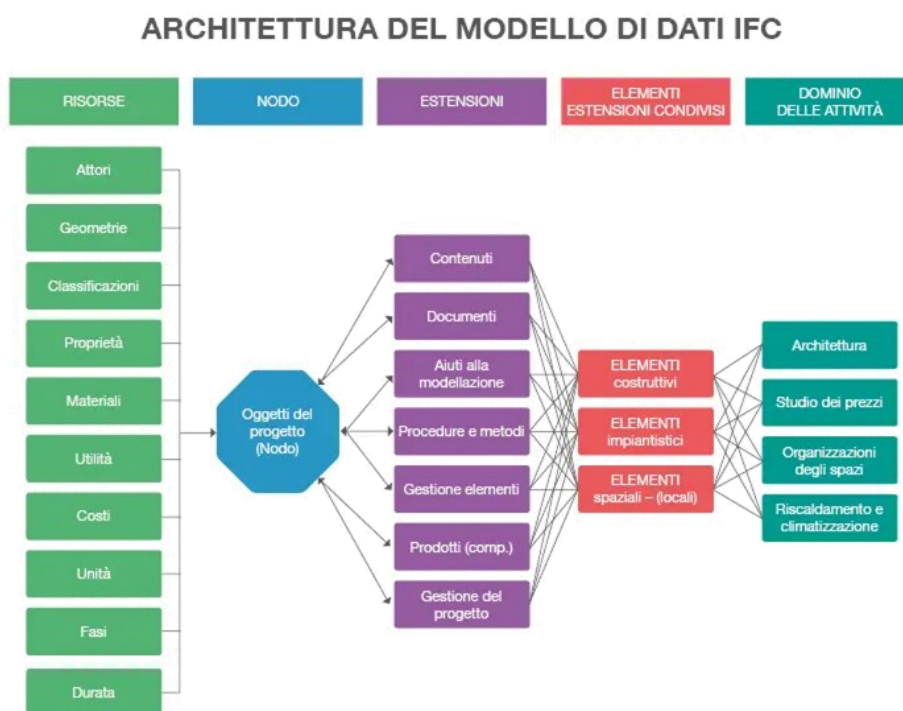 ARCHITETTURA DEL MODELLO DI DATI IFC
RISORSE
NODO
ESTENSIONI
ELEMENTI
ESTENSIONI CONDIVISI
DOMINIO
DELLE ATTIVITÀ
Attori
Geometrie
Classificazioni
Proprietà
Materiali
Utilità
Costi
Unità
Fasi
Durata
Oggetti del
progetto
(Nodo)
Contenuti
Documenti
Aiuti alla
modellazione
Procedure e metodi
Gestione elementi
Prodotti (comp.)
Gestione del
progetto
ELEMENTI
costruttivi
ELEMENTI
impiantistici
ELEMENTI
spaziali – (locali)
Architettura
Studio dei prezzi
Organizzazioni
degli spazi
Riscaldamento e
climatizzazione